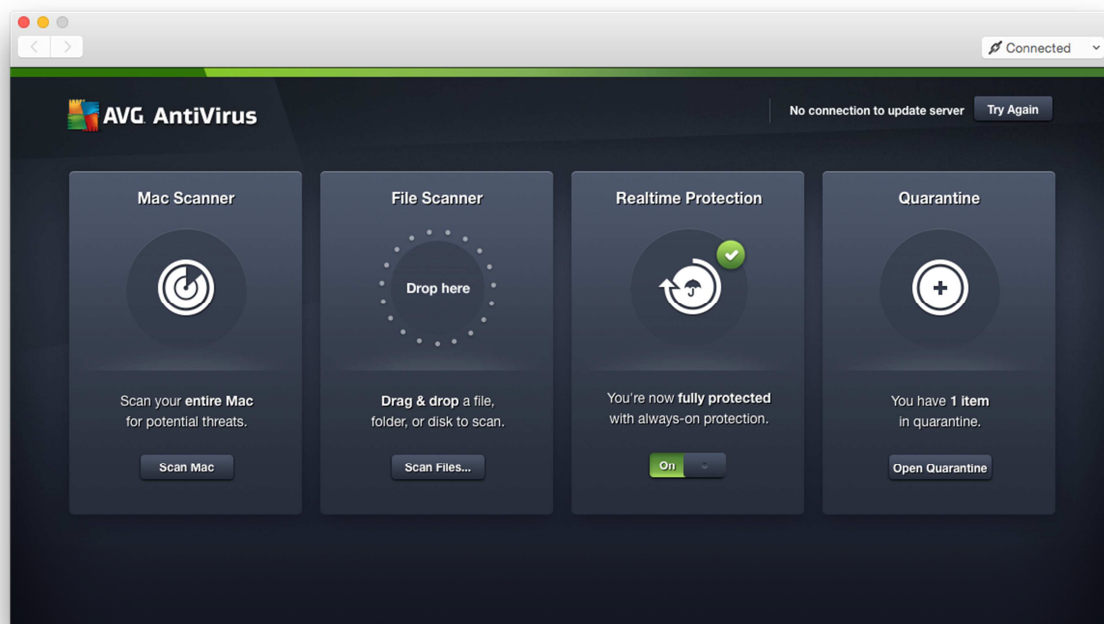 Connected
AVG. AntiVirus
No connection to update server
Try Again
Mac Scanner
Scan your entire Mac
for potential threats.
Scan Mac
File Scanner
Drop here
Drag & drop a file,
folder, or disk to scan.
Scan Files...
Realtime Protection
You're now fully protected
with always-on protection.
On
Quarantine
You have 1 item
in quarantine.
Open Quarantine